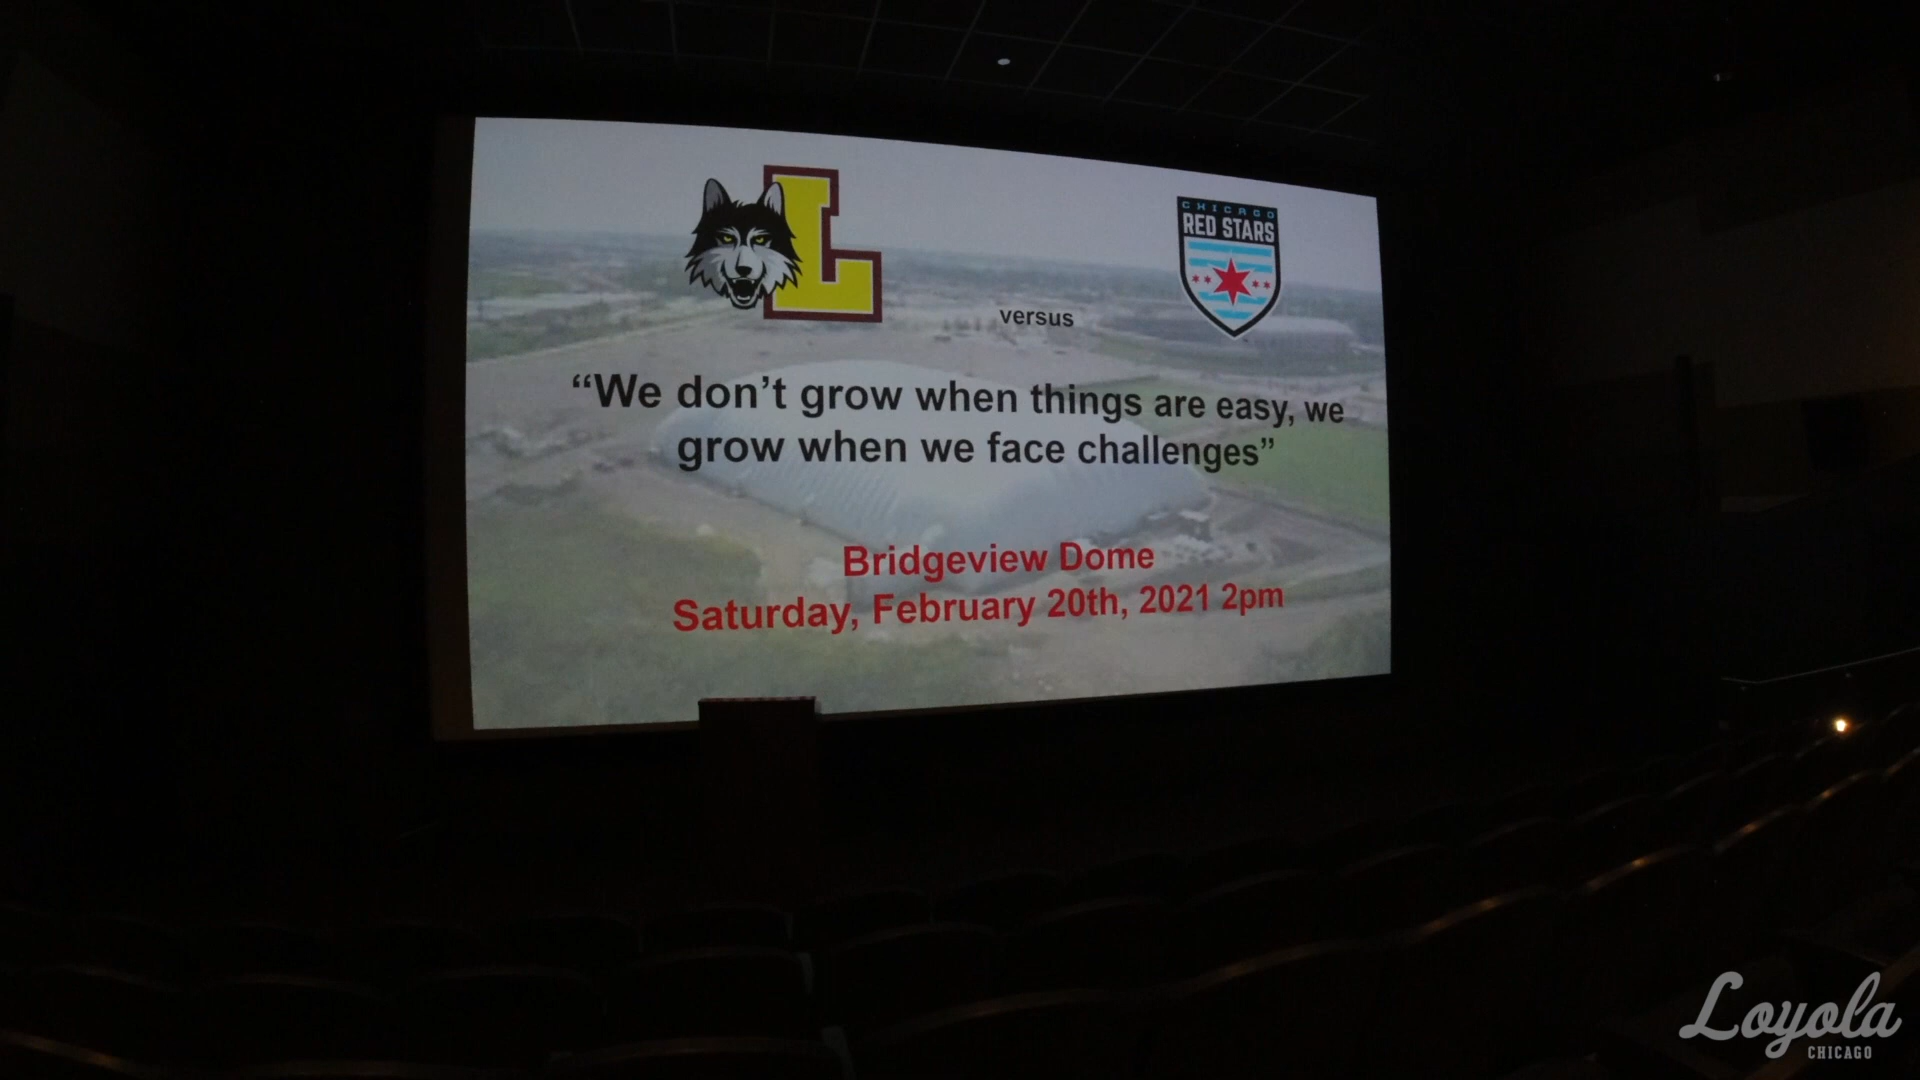 L
CHICAGO
RED STARS
versus
“We don’t grow when things are easy, we
grow when we face challenges”
Bridgeview Dome
Saturday, February 20th, 2021 2pm
Loyola
CHICAGO